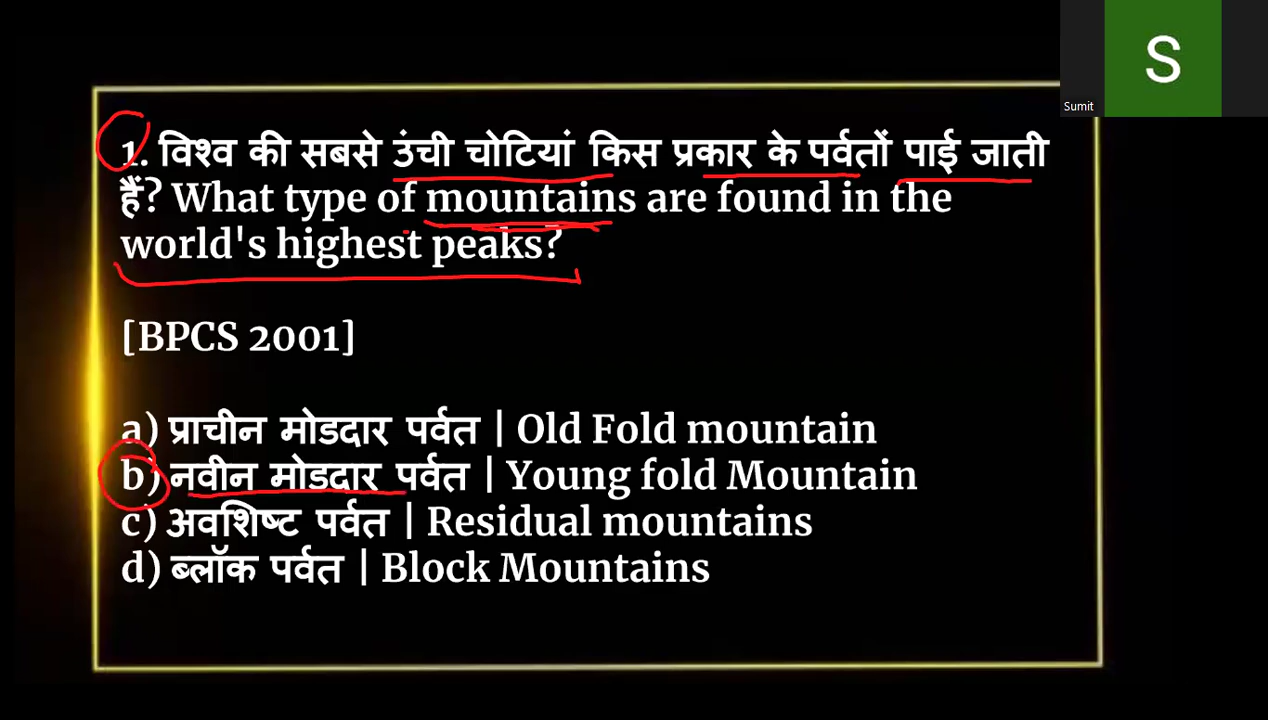 S
Sumit
1. विश्व की सबसे उंची चोटियां किस प्रकार के पर्वतों पाई जाती
हैं? What type of mountains are found in the
world's highest peaks?
[BPCS 2001]
a) प्राचीन मोडदार पर्वत | Old Fold mountain
b) नवीन मोडदार पर्वत | Young fold Mountain
c) अवशिष्ट पर्वत | Residual mountains
d) ब्लॉक पर्वत | Block Mountains